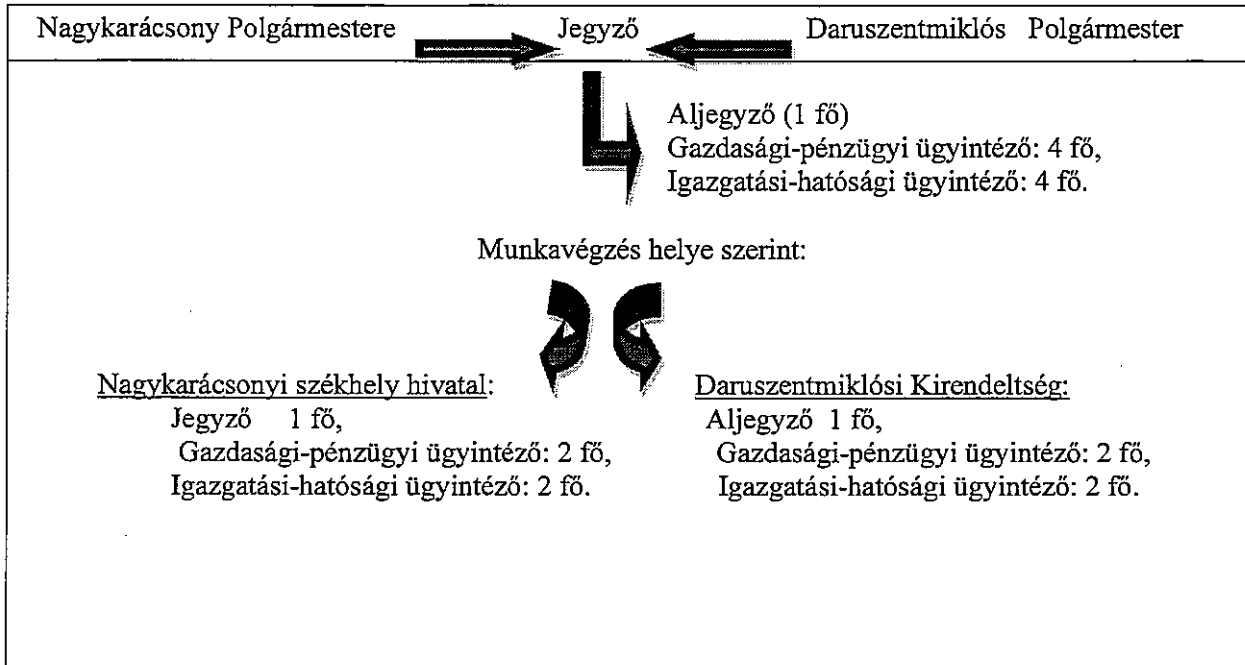 Nagykarácsony Polgármestere Jegyző Daruszentmiklós Polgármester
Aljegyző (1 fő)
Gazdasági-pénzügyi ügyintéző: 4 fő,
Igazgatási-hatósági ügyintéző: 4 fő.
Munkavégzés helye szerint:
Nagykarácsonyi székhely hivatal:
Jegyző 1 fő,
Gazdasági-pénzügyi ügyintéző: 2 fő,
Igazgatási-hatósági ügyintéző: 2 fő.
Daruszentmiklósi Kirendeltség:
Aljegyző 1 fő,
Gazdasági-pénzügyi ügyintéző: 2 fő,
Igazgatási-hatósági ügyintéző: 2 fő.